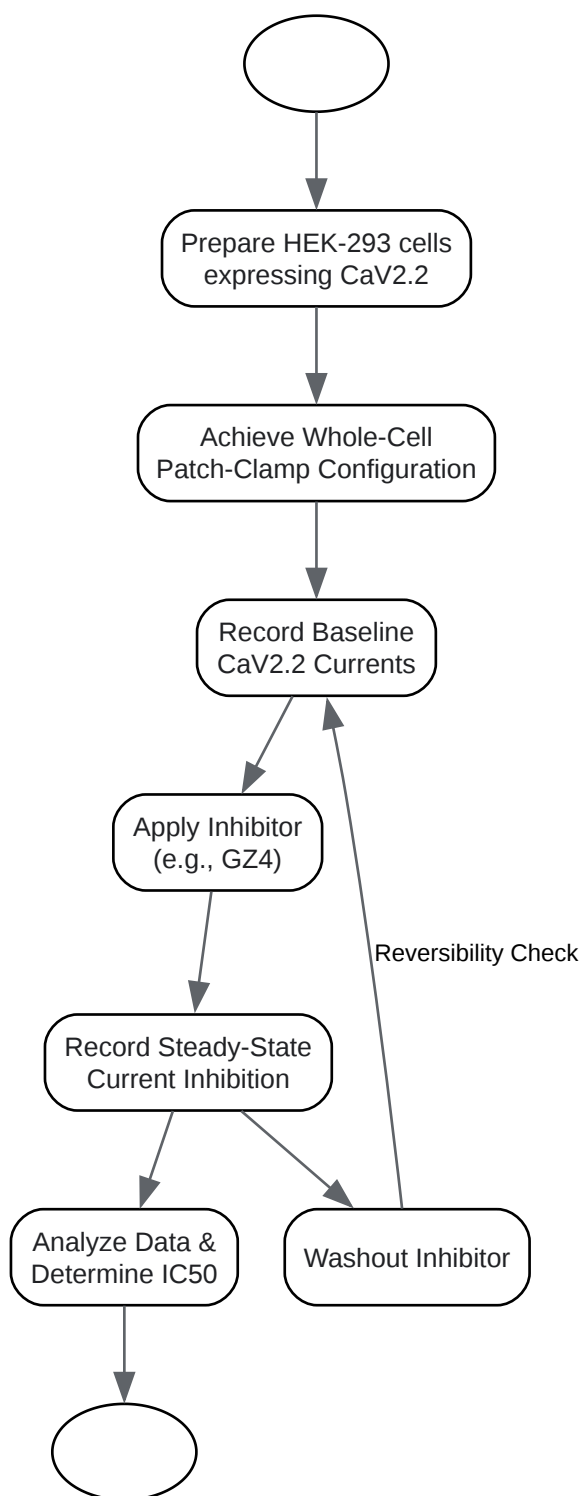 Prepare HEK-293 cells
expressing CaV2.2
Achieve Whole-Cell
Patch-Clamp Configuration
Record Baseline
CaV2.2 Currents
Apply Inhibitor
(e.g., GZ4)
Reversibility Check
Record Steady-State
Current Inhibition
Analyze Data &
Determine IC50
Washout Inhibitor